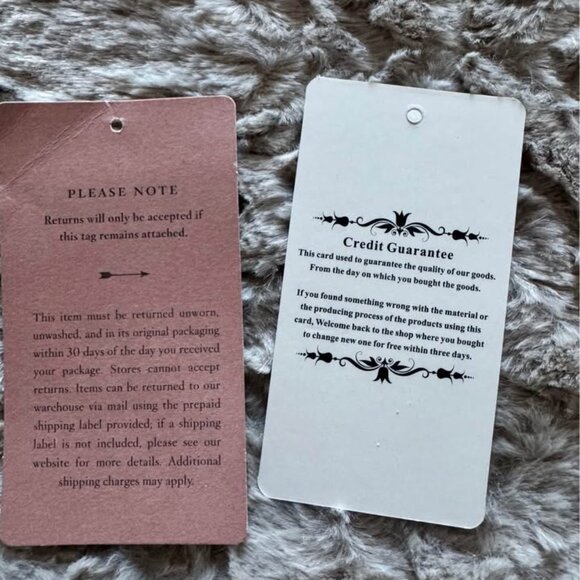 PLEASE NOTE
Returns will only be accepted if
this tag remains attached.
This item must be returned unworn,
unwashed, and in its original packaging
within 30 days of the day you received
your package. Stores cannot accept
returns. Items can be returned to our
warehouse via mail using the prepaid
shipping label provided; if a shipping
label is not included, please see our
website for more details. Additional
shipping charges may apply.
Credit Guarantee
This card used to guarantee the quality of our goods.
From the day on which you bought the goods.
If you found something wrong with the material or
the producing process of the products using this
card, Welcome back to the shop where you bought
to change new one for free within three days.